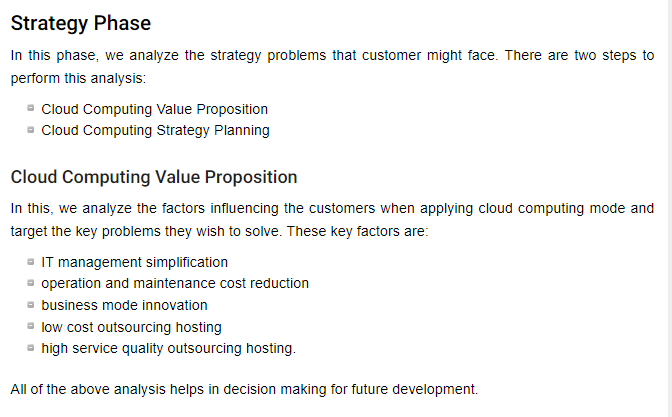 Strategy Phase
In this phase, we analyze the strategy problems that customer might face. There are two steps to
perform this analysis:
Cloud Computing Value Proposition
Cloud Computing Strategy Planning
Cloud Computing Value Proposition
In this, we analyze the factors influencing the customers when applying cloud computing mode and
target the key problems they wish to solve. These key factors are:
IT management simplification
operation and maintenance cost reduction
business mode innovation
low cost outsourcing hosting
high service quality outsourcing hosting.
All of the above analysis helps in decision making for future development.